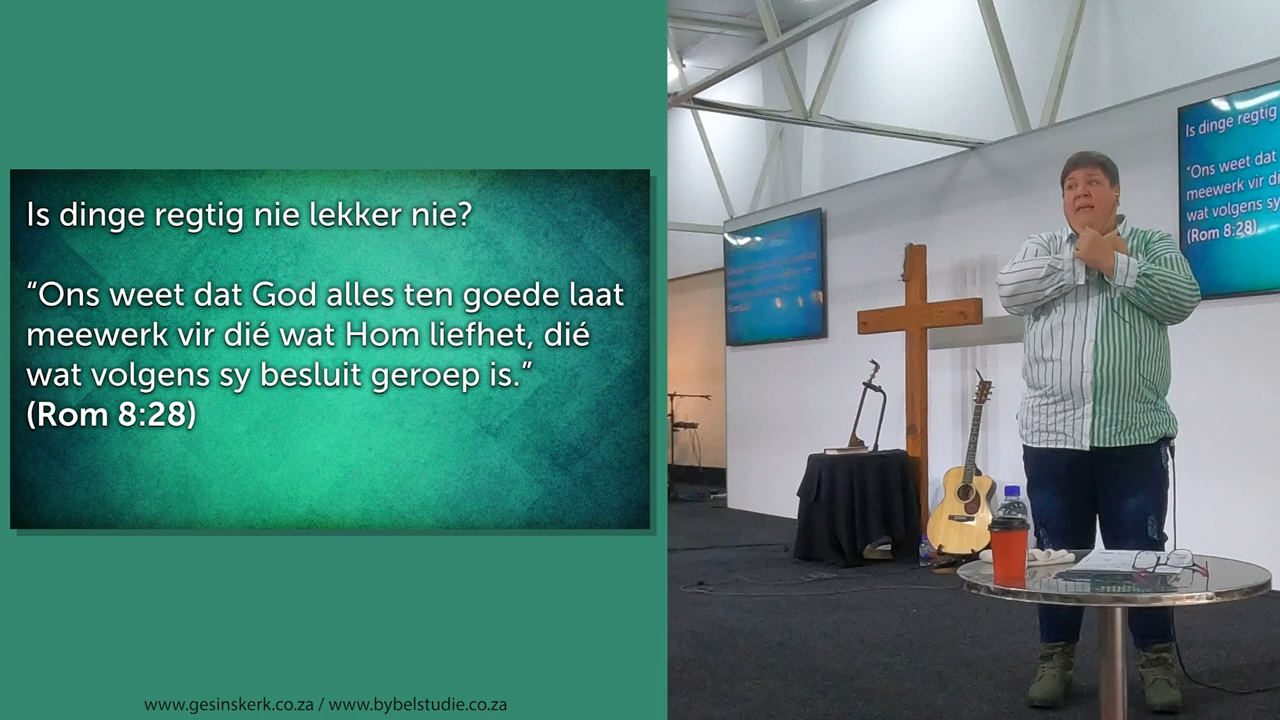 Is dinge regtig nie lekker nie?
“Ons weet dat God alles ten goede laat
meewerk vir dié wat Hom liefhet, dié
wat volgens sy besluit geroep is.”
(Rom 8:28)
www.gesinskerk.co.za / www.bybelstudie.co.za
Is dinge regtig
“Ons weet dat
meewerk vir di
wat volgens sy
(Rom 8:28)